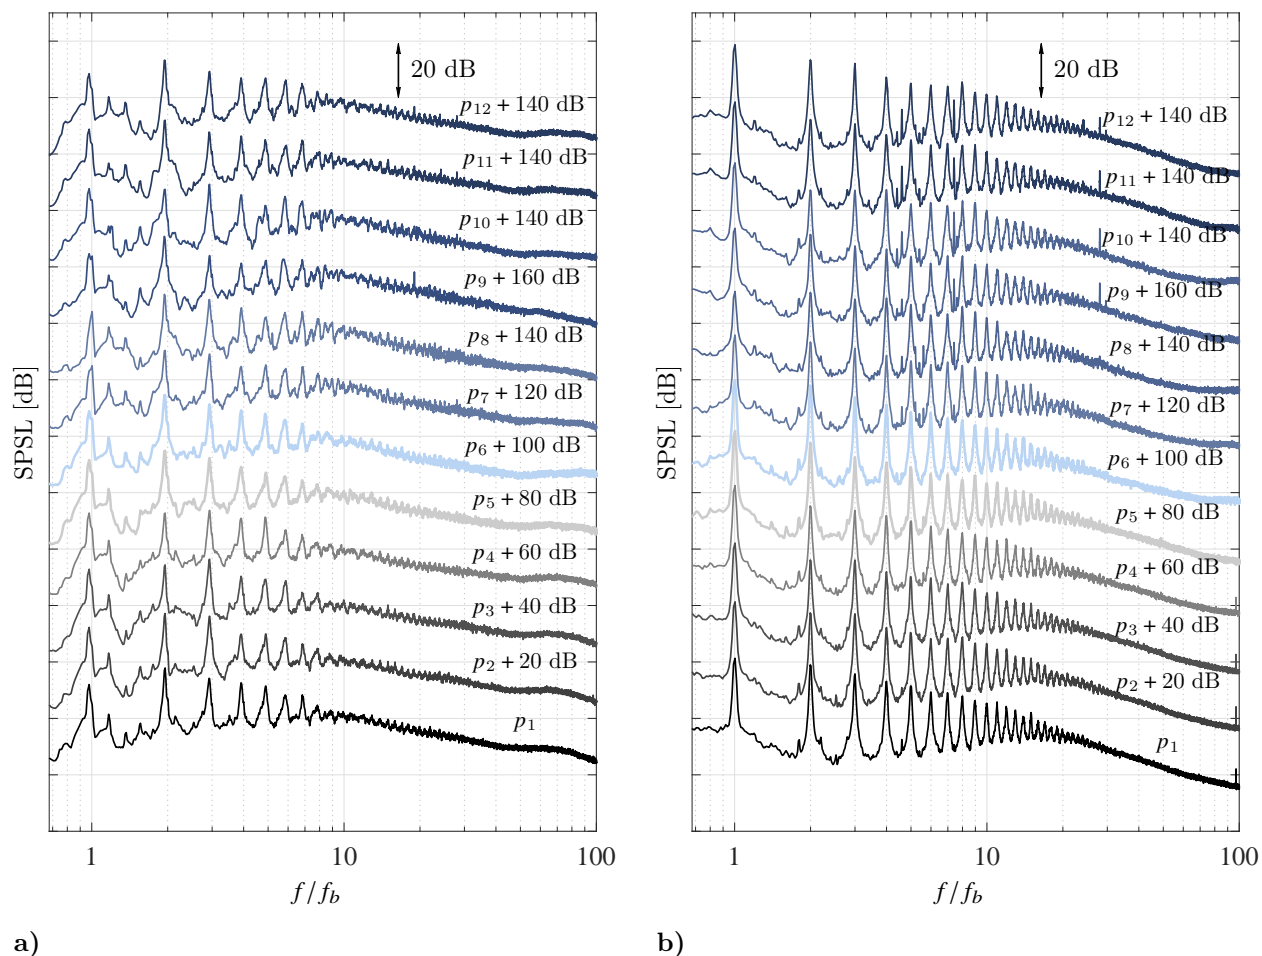 20 dB
p12 + 140 dB
p11 + 140 dB
p10 + 140 dB
p9 + 160 dB
p8 + 140 dB
p7 + 120 dB
p6 + 100 dB
p5 + 80 dB
p4 + 60 dB
p3 + 40 dB
p2 + 20 dB
p1
SPSL [dB]
1 10 100
f/fb
a)
20 dB
p12 + 140 dB
p11 + 140 dB
p10 + 140 dB
p9 + 160 dB
p8 + 140 dB
p7 + 120 dB
p6 + 100 dB
p5 + 80 dB
p4 + 60 dB
p3 + 40 dB
p2 + 20 dB
p1
SPSL [dB]
1 10 100
f/fb
b)